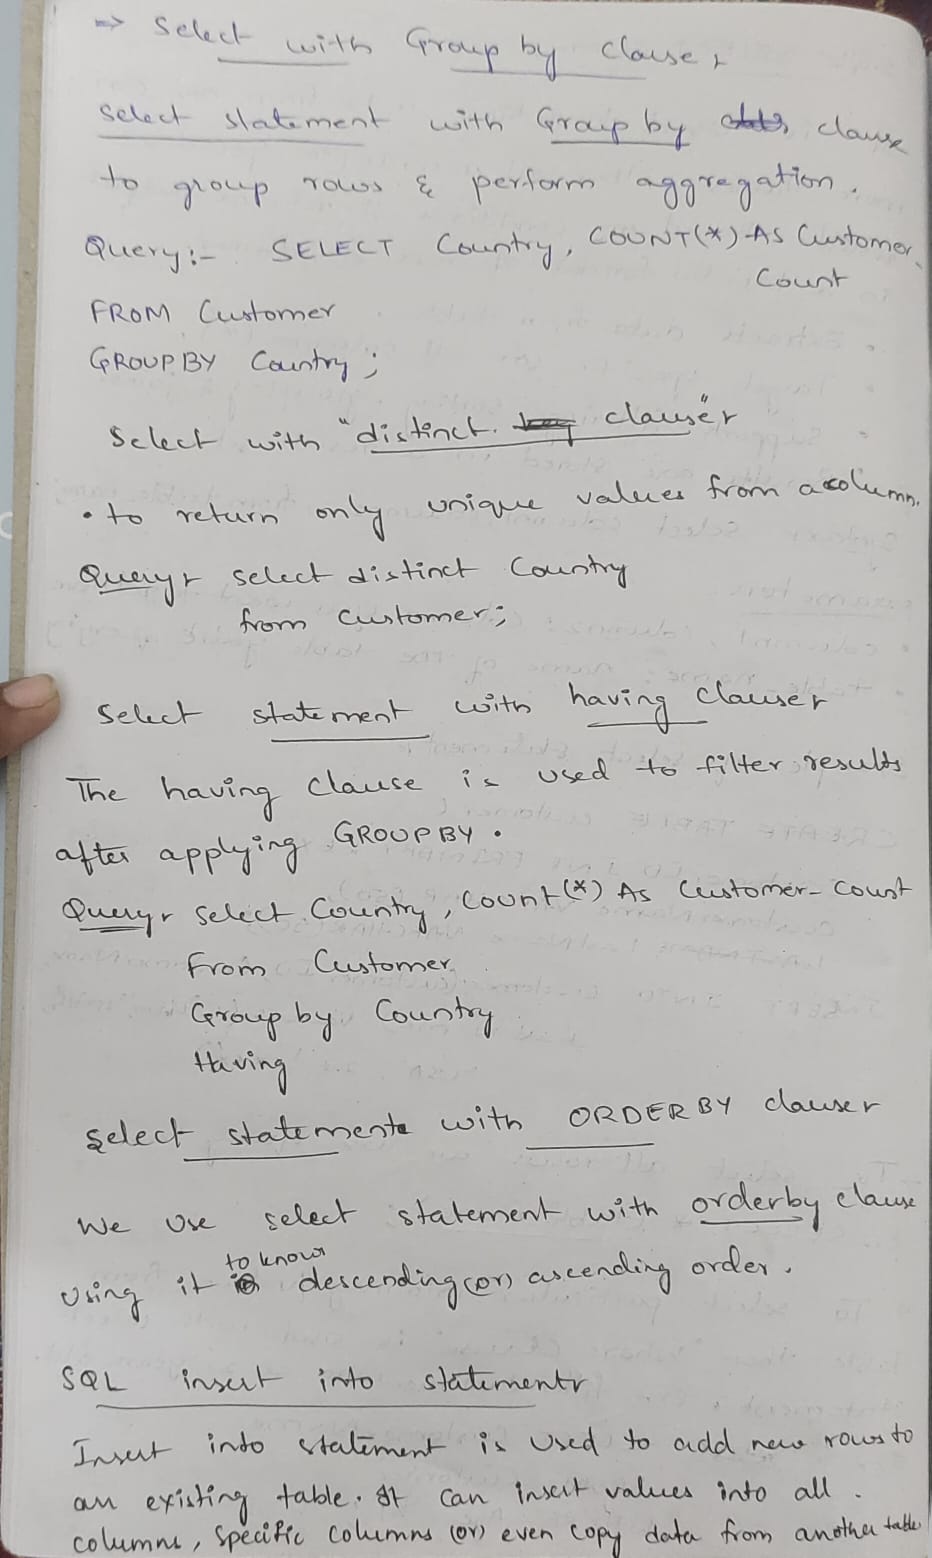 => Select with Group by Clause :-
Select statement with Group by clause
to group rows & perform aggregation.
Query:- SELECT Country, COUNT(*) AS Customer_
Count
FROM Customer
GROUP BY Country;
Select with "distinct clause" :-
• to return only unique values from a column.
Query :- select distinct Country
from Customer;
Select statement with having Clause :-
The having Clause is used to filter results
after applying GROUP BY.
Query :- Select Country, Count(*) As Customer_Count
From Customer
Group by Country
Having
Select statement with ORDER BY clause :-
We Use select statement with orderby clause
to know
Using it descending (or) ascending order.
SQL insert into statement :-
Insert into statement is used to add new rows to
an existing table. It can insert values into all
columns, specific columns (or) even copy data from another table